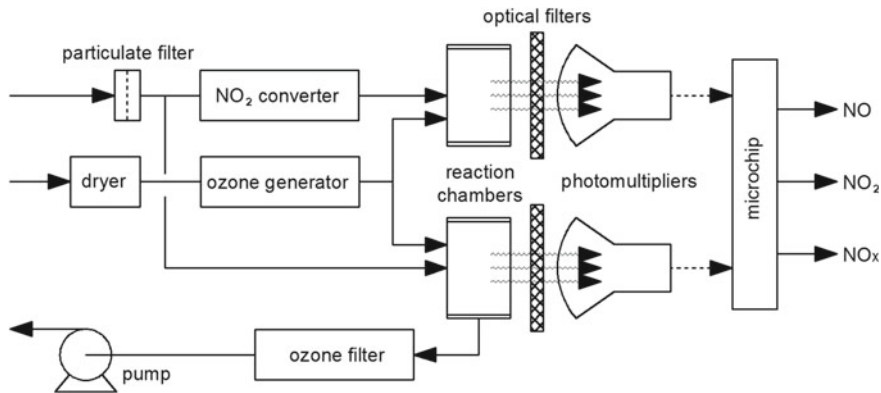 optical filters
particulate filter
NO₂ converter
NO
dryer
ozone generator
reaction
chambers
photomultipliers
microchip
NO₂
NOₓ
ozone filter
pump